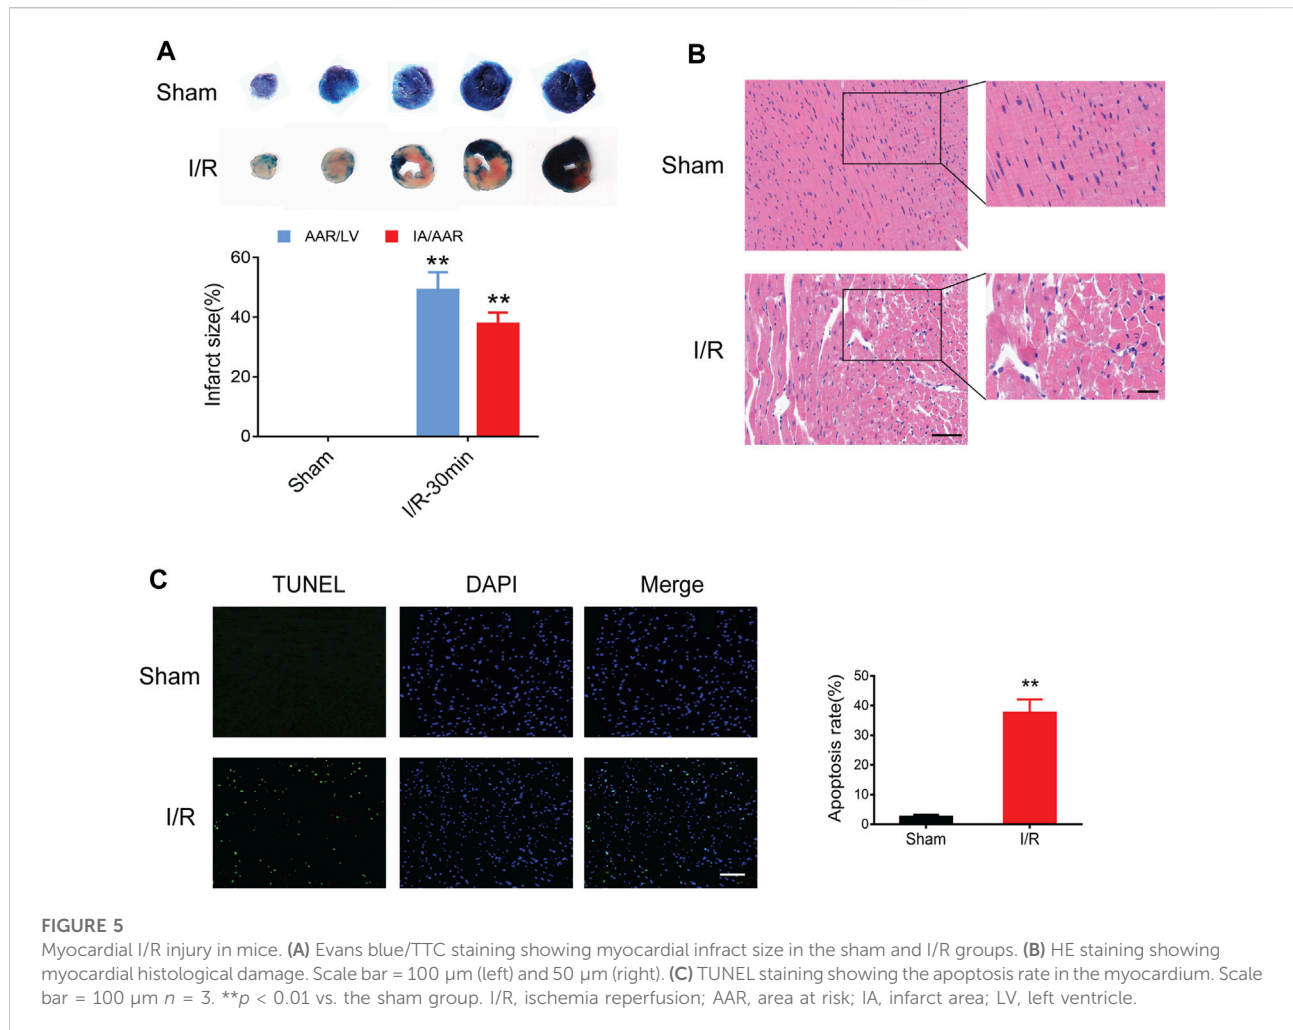 A
Sham
I/R
AAR/LV IA/AAR
Infarct size(%)
60
40
20
0
**
**
Sham
I/R-30min
B
Sham
I/R
C
TUNEL DAPI Merge
Sham
I/R
Apoptosis rate(%)
50
40
30
20
10
0
**
Sham I/R
FIGURE 5
Myocardial I/R injury in mice. (A) Evans blue/TTC staining showing myocardial infract size in the sham and I/R groups. (B) HE staining showing
myocardial histological damage. Scale bar = 100 µm (left) and 50 µm (right). (C) TUNEL staining showing the apoptosis rate in the myocardium. Scale
bar = 100 µm n = 3. **p < 0.01 vs. the sham group. I/R, ischemia reperfusion; AAR, area at risk; IA, infarct area; LV, left ventricle.